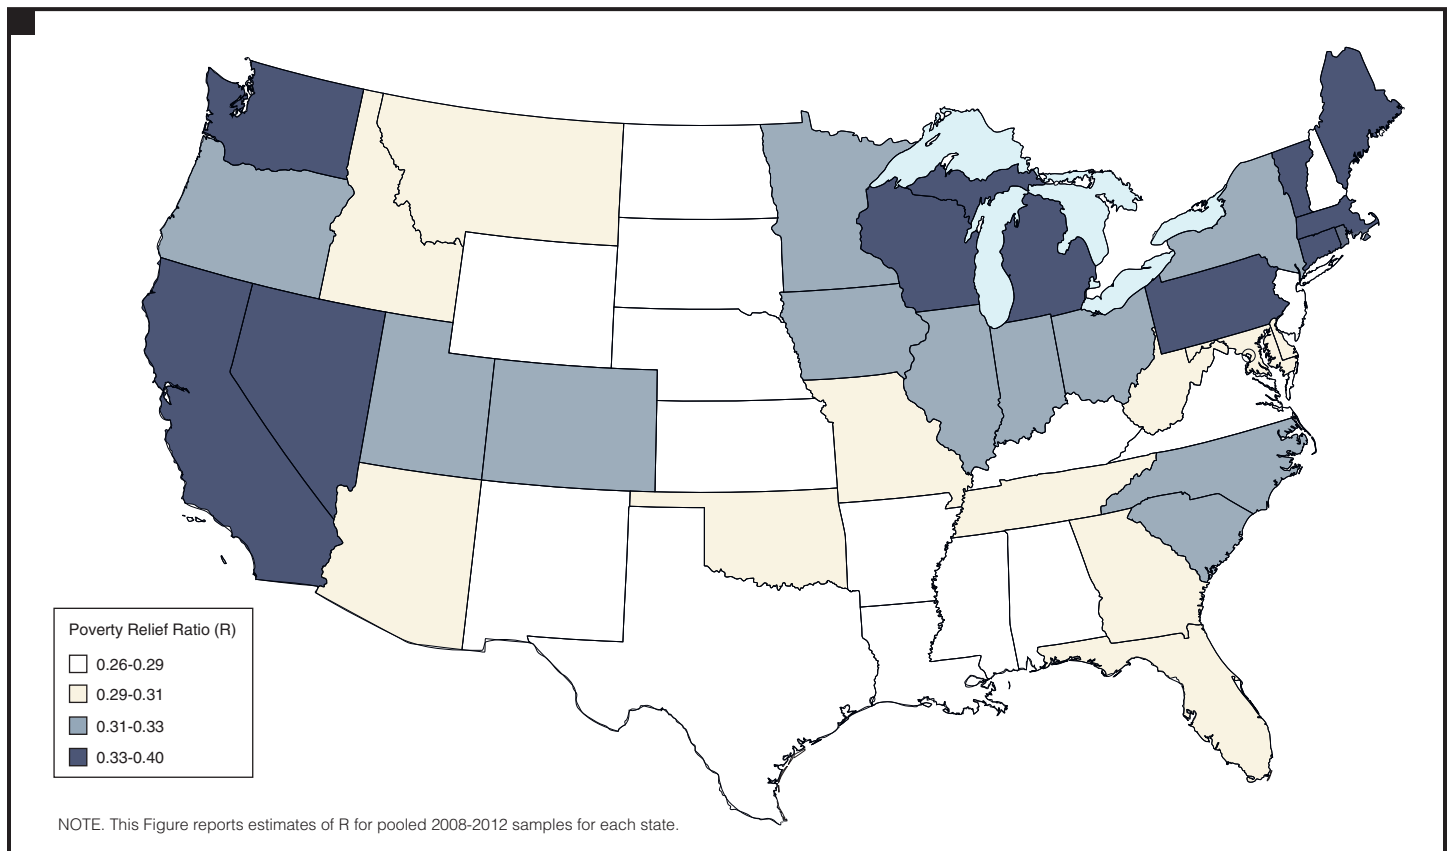 Poverty Relief Ratio (R)
0.26-0.29
0.29-0.31
0.31-0.33
0.33-0.40
NOTE. This Figure reports estimates of R for pooled 2008-2012 samples for each state.